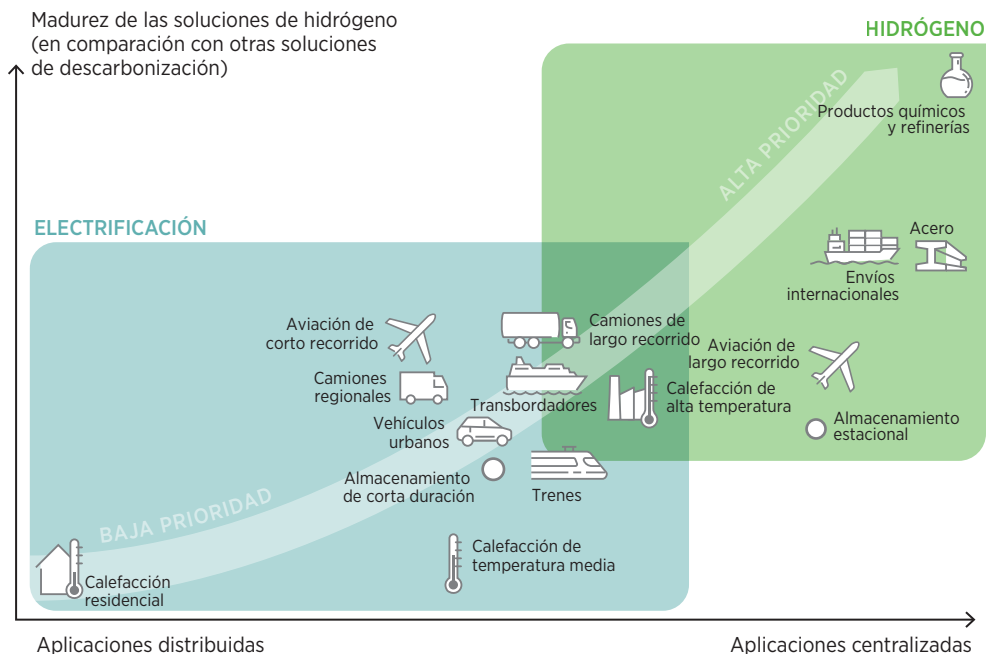 Madurez de las soluciones de hidrógeno
(en comparación con otras soluciones
de descarbonización)
HIDRÓGENO
ALTA PRIORIDAD
Productos químicos
y refinerías
ELECTRIFICACIÓN
Acero
Envíos
internacionales
Aviación de
corto recorrido
Camiones de
largo recorrido
Aviación de
largo recorrido
Camiones
regionales
Transbordadores
Calefacción de
alta temperatura
Vehículos
urbanos
Almacenamiento
estacional
Almacenamiento
de corta duración
Trenes
BAJA PRIORIDAD
Calefacción de
temperatura media
Calefacción
residencial
Aplicaciones distribuidas
Aplicaciones centralizadas